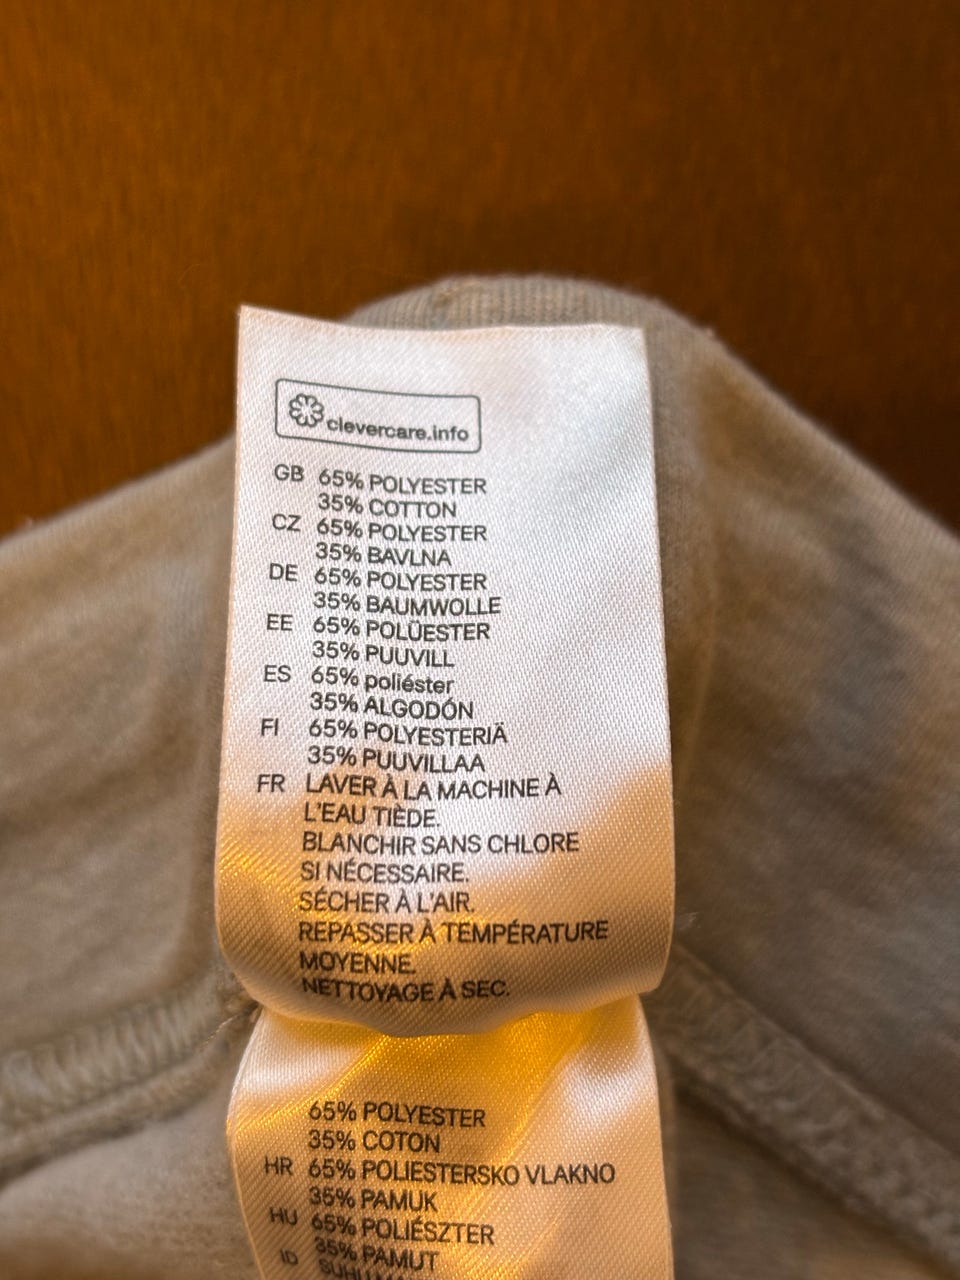 clevercare.info
GB 65% POLYESTER
35% COTTON
CZ 65% POLYESTER
35% BAVLNA
DE 65% POLYESTER
35% BAUMWOLLE
EE 65% POLÜESTER
35% PUUVILL
ES 65% poliéster
35% ALGODÓN
FI 65% POLYESTERIÄ
35% PUUVILLAA
FR LAVER À LA MACHINE À
L'EAU TIÈDE.
BLANCHIR SANS CHLORE
SI NÉCESSAIRE.
SÉCHER À L'AIR.
REPASSER À TEMPÉRATURE
MOYENNE.
NETTOYAGE À SEC.
65% POLYESTER
35% COTON
HR 65% POLIESTERSKO VLAKNO
35% PAMUK
HU 65% POLIÉSZTER
35% PAMUT
ID